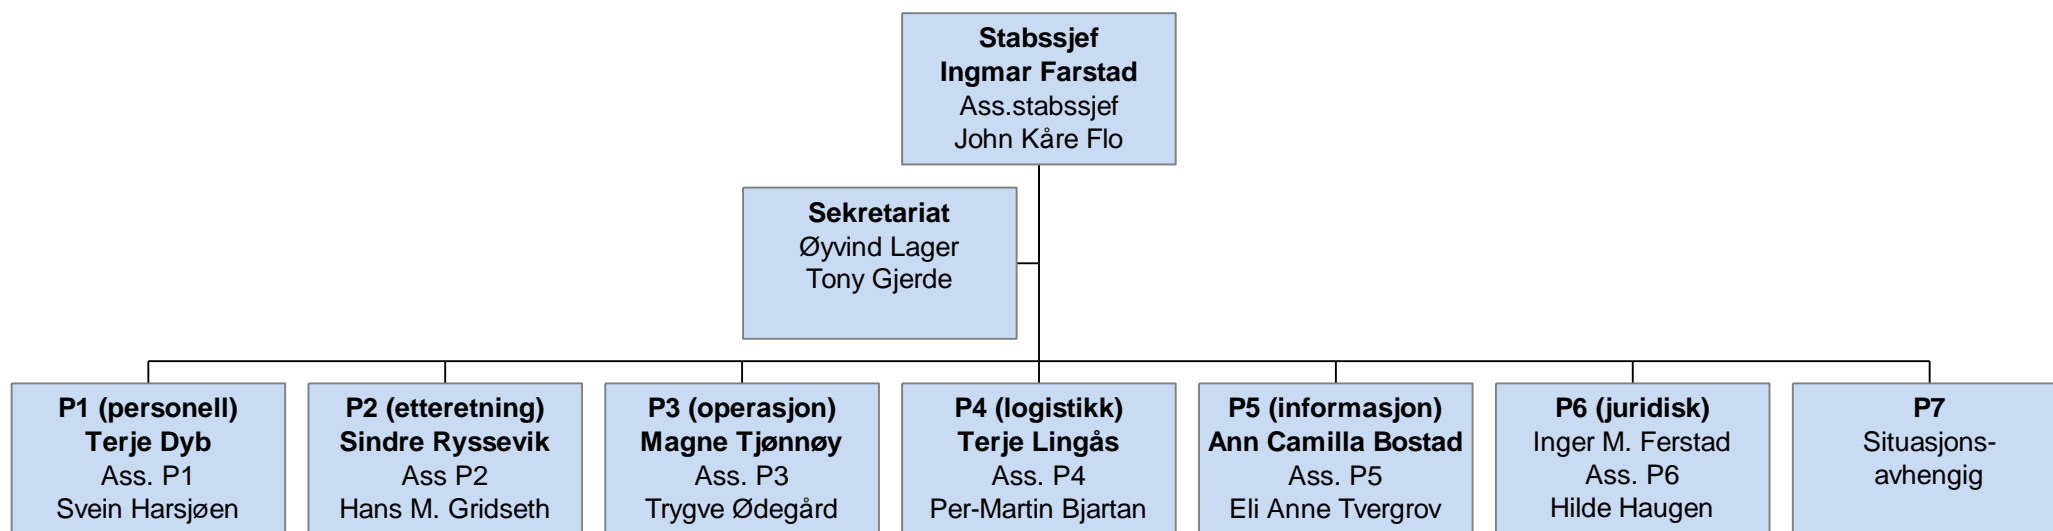 Stabssjef
Ingmar Farstad
Ass.stabssjef
John Kåre Flo
Sekretariat
Øyvind Lager
Tony Gjerde
P1 (personell)
Terje Dyb
Ass. P1
Svein Harsjøen
P2 (etteretning)
Sindre Ryssevik
Ass P2
Hans M. Gridseth
P3 (operasjon)
Magne Tjønnøy
Ass. P3
Trygve Ødegård
P4 (logistikk)
Terje Lingås
Ass. P4
Per-Martin Bjartan
P5 (informasjon)
Ann Camilla Bostad
Ass. P5
Eli Anne Tvergrov
P6 (juridisk)
Inger M. Ferstad
Ass. P6
Hilde Haugen
P7
Situasjons-
avhengig